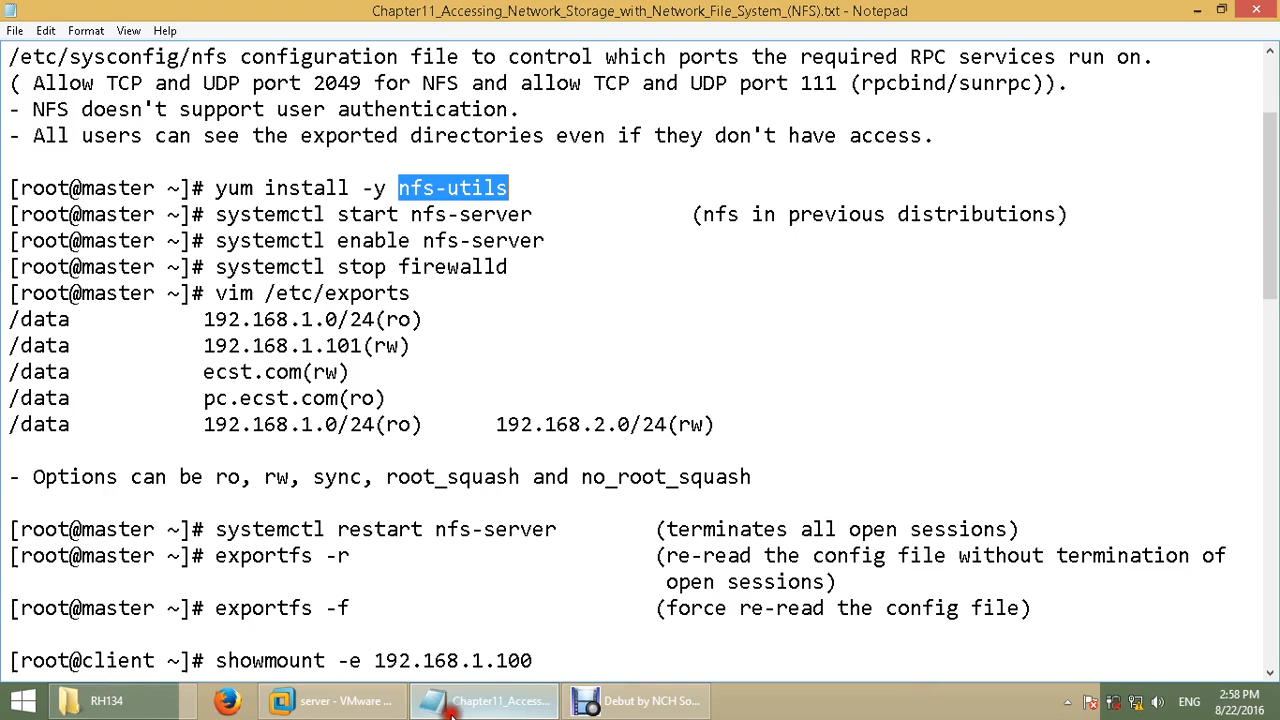 Chapter11_Accessing_Network_Storage_with_Network_File_System_(NFS).txt - Notepad
File Edit Format View Help
/etc/sysconfig/nfs configuration file to control which ports the required RPC services run on.
( Allow TCP and UDP port 2049 for NFS and allow TCP and UDP port 111 (rpcbind/sunrpc)).
- NFS doesn't support user authentication.
- All users can see the exported directories even if they don't have access.
[root@master ~]# yum install -y nfs-utils
[root@master ~]# systemctl start nfs-server (nfs in previous distributions)
[root@master ~]# systemctl enable nfs-server
[root@master ~]# systemctl stop firewalld
[root@master ~]# vim /etc/exports
/data 192.168.1.0/24(ro)
/data 192.168.1.101(rw)
/data ecst.com(rw)
/data pc.ecst.com(ro)
/data 192.168.1.0/24(ro) 192.168.2.0/24(rw)
- Options can be ro, rw, sync, root_squash and no_root_squash
[root@master ~]# systemctl restart nfs-server (terminates all open sessions)
[root@master ~]# exportfs -r (re-read the config file without termination of
open sessions)
[root@master ~]# exportfs -f (force re-read the config file)
[root@client ~]# showmount -e 192.168.1.100
RH134 server - VMware ... Chapter11_Access... Debut by NCH So... ENG 2:58 PM
8/22/2016